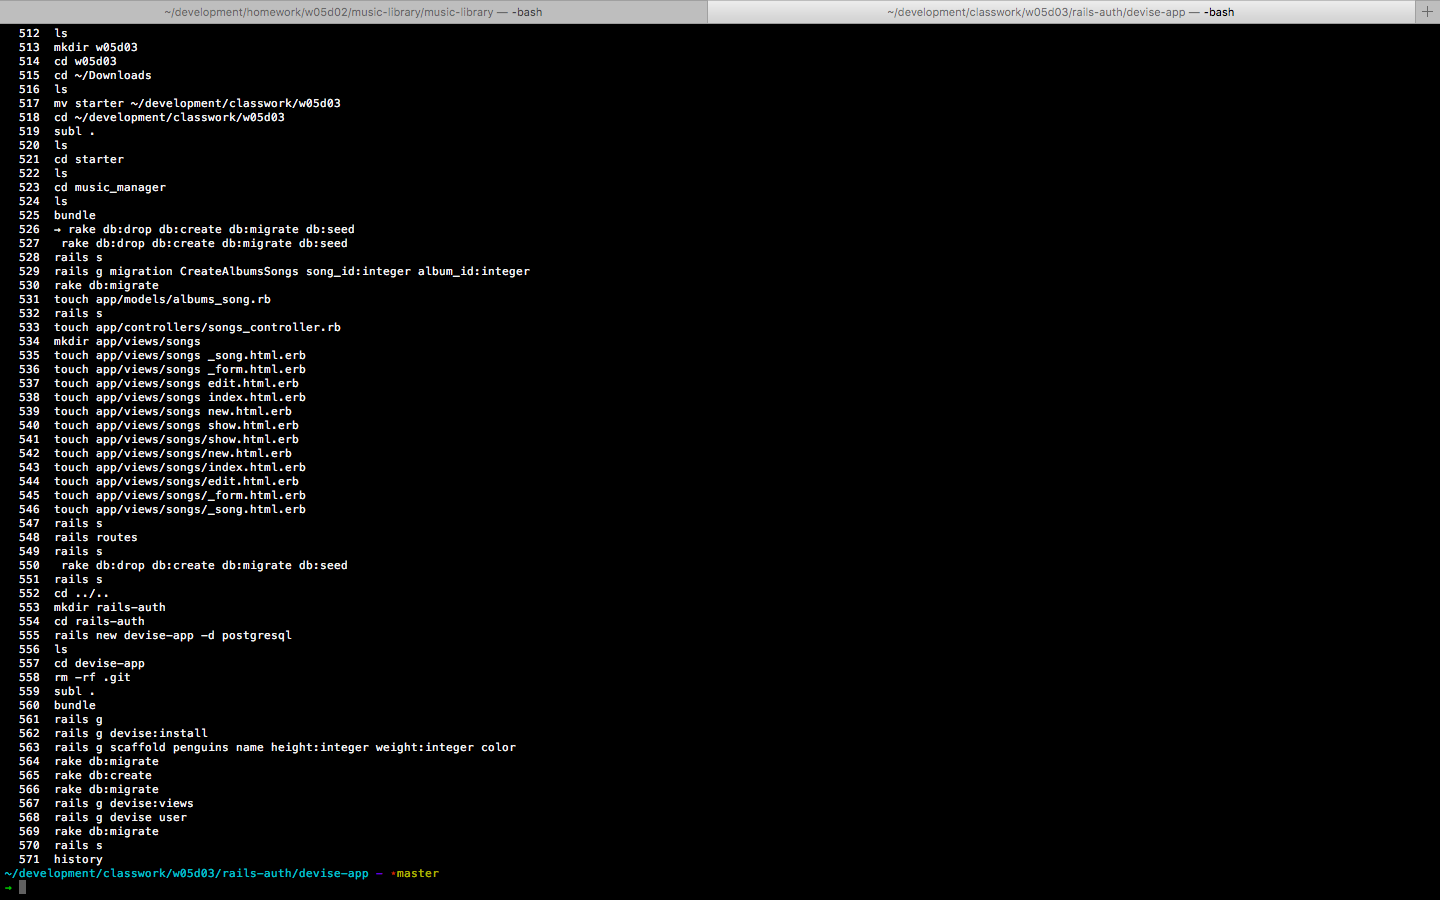 ~/development/homework/w05d02/music-library/music-library — -bash
~/development/classwork/w05d03/rails-auth/devise-app — -bash
512 ls
513 mkdir w05d03
514 cd w05d03
515 cd ~/Downloads
516 ls
517 mv starter ~/development/classwork/w05d03
518 cd ~/development/classwork/w05d03
519 subl .
520 ls
521 cd starter
522 ls
523 cd music_manager
524 ls
525 bundle
526 → rake db:drop db:create db:migrate db:seed
527 rake db:drop db:create db:migrate db:seed
528 rails s
529 rails g migration CreateAlbumsSongs song_id:integer album_id:integer
530 rake db:migrate
531 touch app/models/albums_song.rb
532 rails s
533 touch app/controllers/songs_controller.rb
534 mkdir app/views/songs
535 touch app/views/songs _song.html.erb
536 touch app/views/songs _form.html.erb
537 touch app/views/songs edit.html.erb
538 touch app/views/songs index.html.erb
539 touch app/views/songs new.html.erb
540 touch app/views/songs show.html.erb
541 touch app/views/songs/show.html.erb
542 touch app/views/songs/new.html.erb
543 touch app/views/songs/index.html.erb
544 touch app/views/songs/edit.html.erb
545 touch app/views/songs/_form.html.erb
546 touch app/views/songs/_song.html.erb
547 rails s
548 rails routes
549 rails s
550 rake db:drop db:create db:migrate db:seed
551 rails s
552 cd ../..
553 mkdir rails-auth
554 cd rails-auth
555 rails new devise-app -d postgresql
556 ls
557 cd devise-app
558 rm -rf .git
559 subl .
560 bundle
561 rails g
562 rails g devise:install
563 rails g scaffold penguins name height:integer weight:integer color
564 rake db:migrate
565 rake db:create
566 rake db:migrate
567 rails g devise:views
568 rails g devise user
569 rake db:migrate
570 rails s
571 history
~/development/classwork/w05d03/rails-auth/devise-app – •master
→